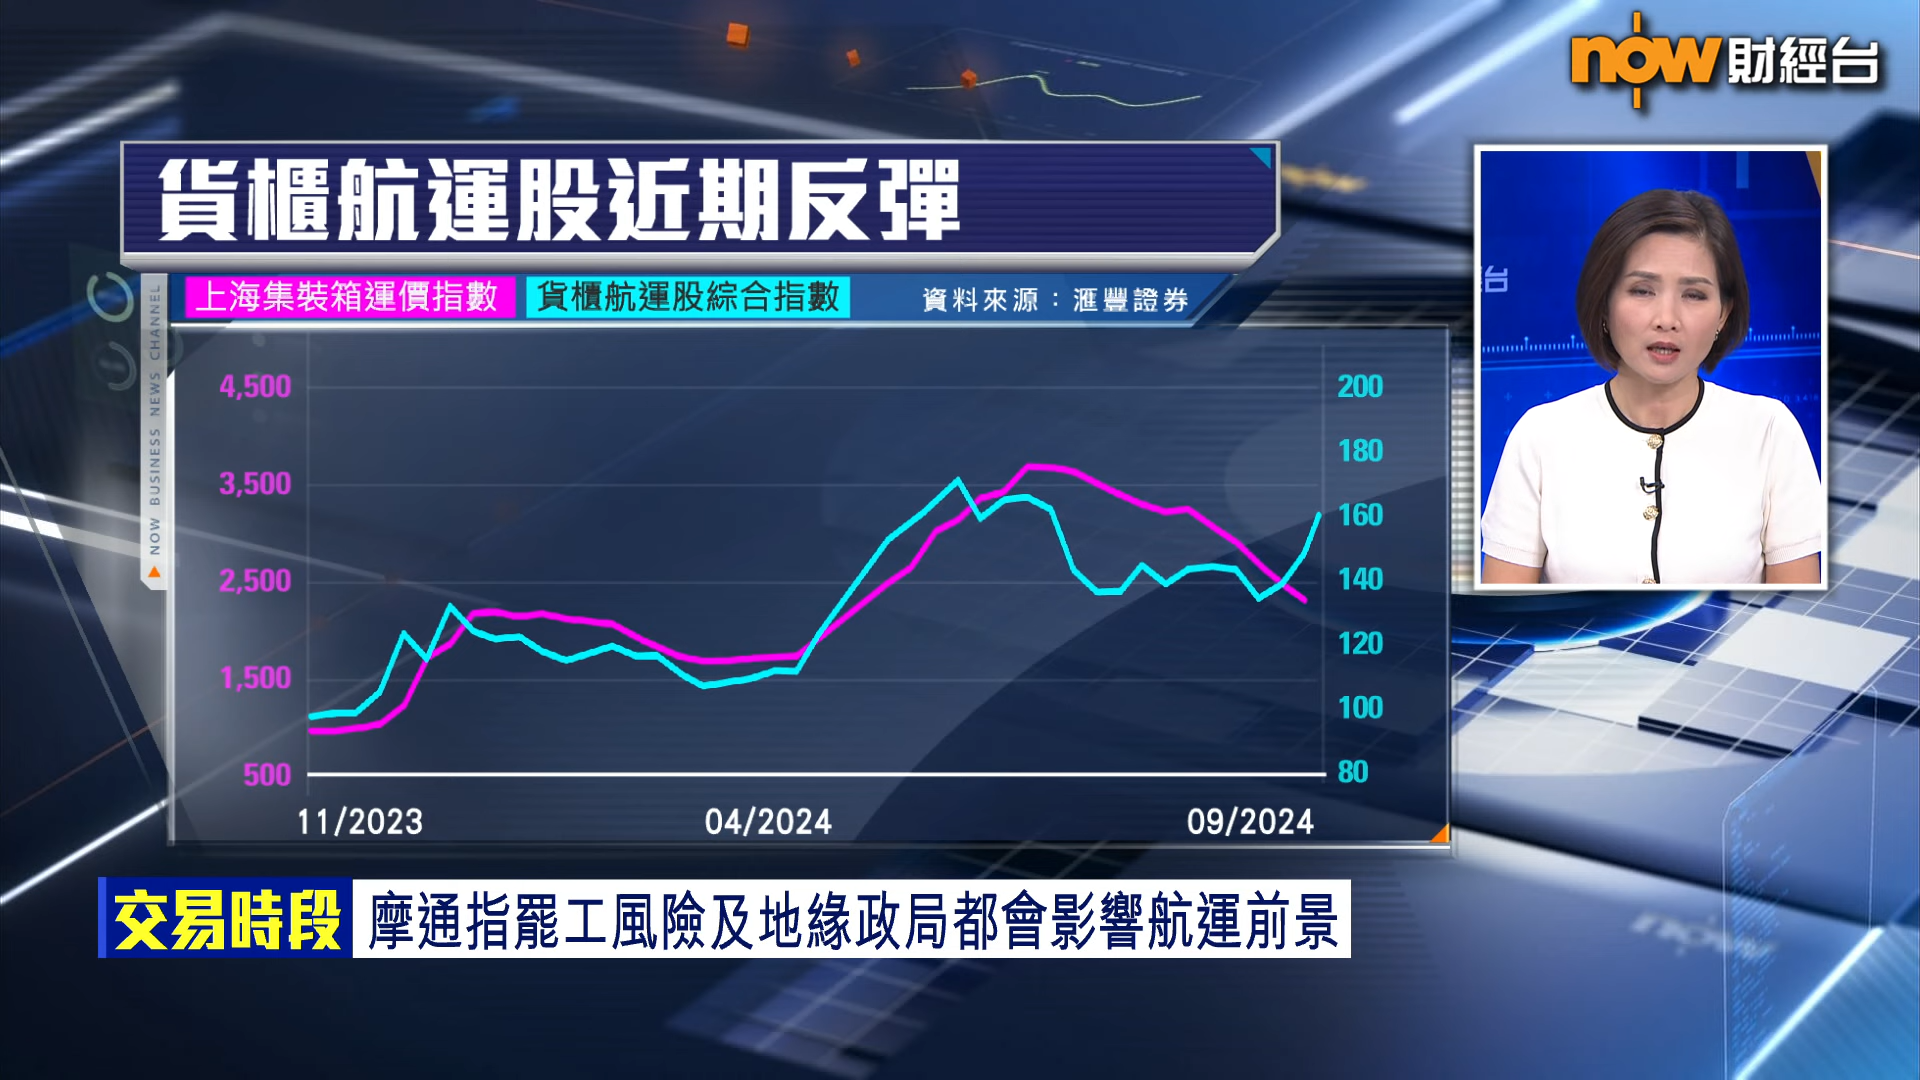 now 財經台
貨櫃航運股近期反彈
上海集裝箱運價指數 貨櫃航運股綜合指數 資料來源：滙豐證券
NOW BUSINESS NEWS CHANNEL
4,500 200
180
3,500
160
2,500 140
120
1,500
100
500 80
11/2023 04/2024 09/2024
台
交易時段 摩通指罷工風險及地緣政局都會影響航運前景
now